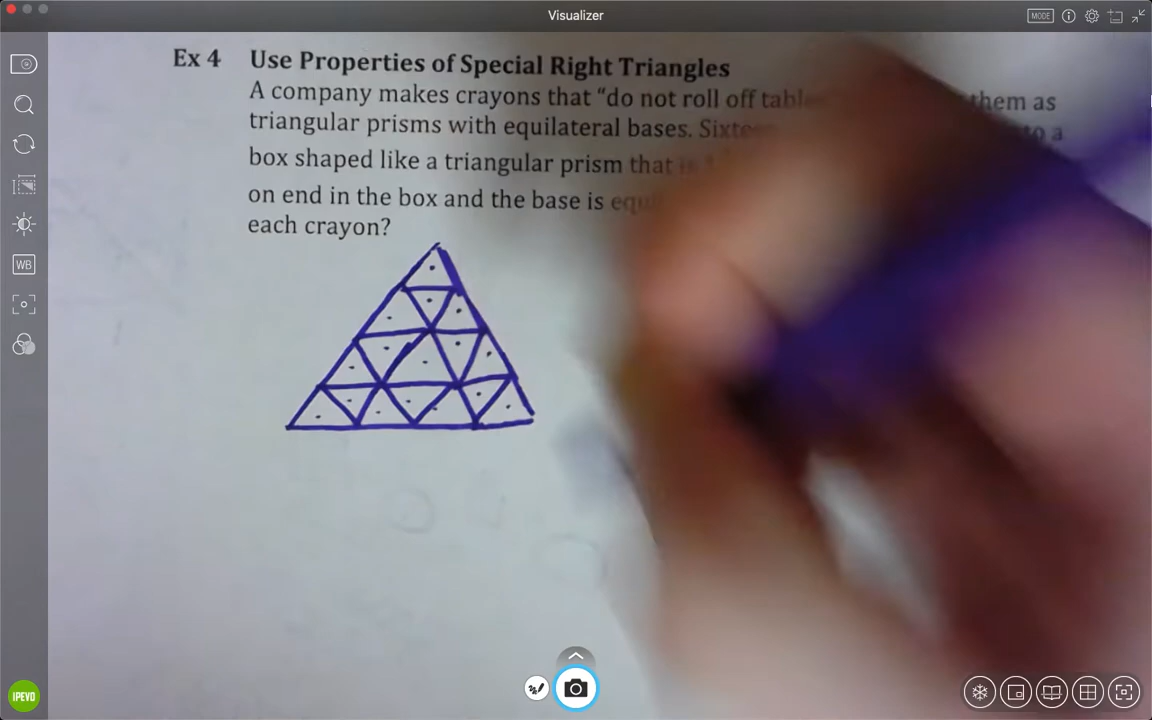 Visualizer
MODE
Ex 4 Use Properties of Special Right Triangles
A company makes crayons that “do not roll off them as
triangular prisms with equilateral bases. a
box shaped like a triangular prism that
on end in the box and the base is
each crayon?
WB
IPEVO